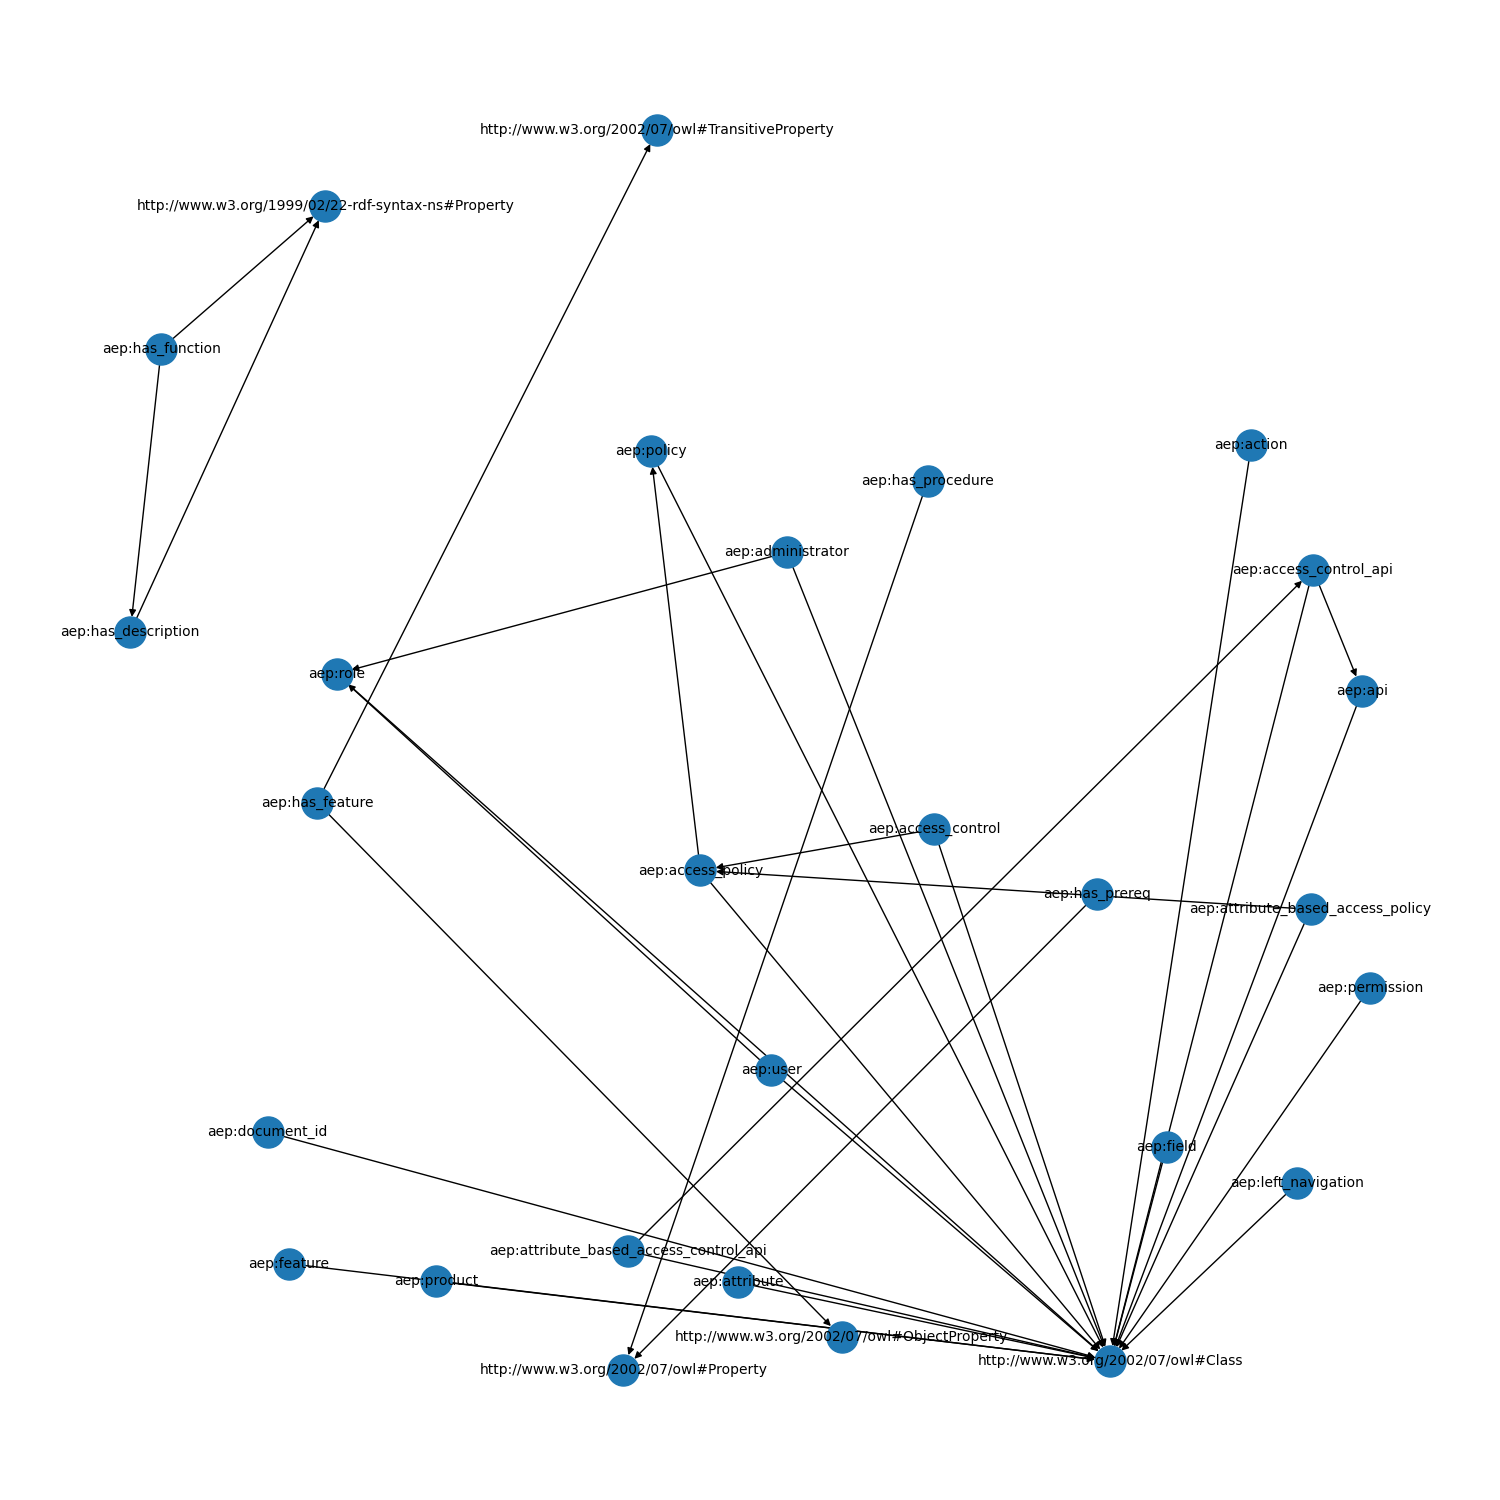 http://www.w3.org/2002/07/owl#TransitiveProperty
http://www.w3.org/1999/02/22-rdf-syntax-ns#Property
aep:has_function
aep:action
aep:policy
aep:has_procedure
aep:administrator
aep:access_control_api
aep:has_description
aep:role
aep:api
aep:has_feature
aep:access_control
aep:access_policy
aep:has_prereq
aep:attribute_based_access_policy
aep:permission
aep:user
aep:document_id
aep:field
aep:left_navigation
aep:attribute_based_access_control_api
aep:feature
aep:product
aep:attribute
http://www.w3.org/2002/07/owl#ObjectProperty
http://www.w3.org/2002/07/owl#Class
http://www.w3.org/2002/07/owl#Property